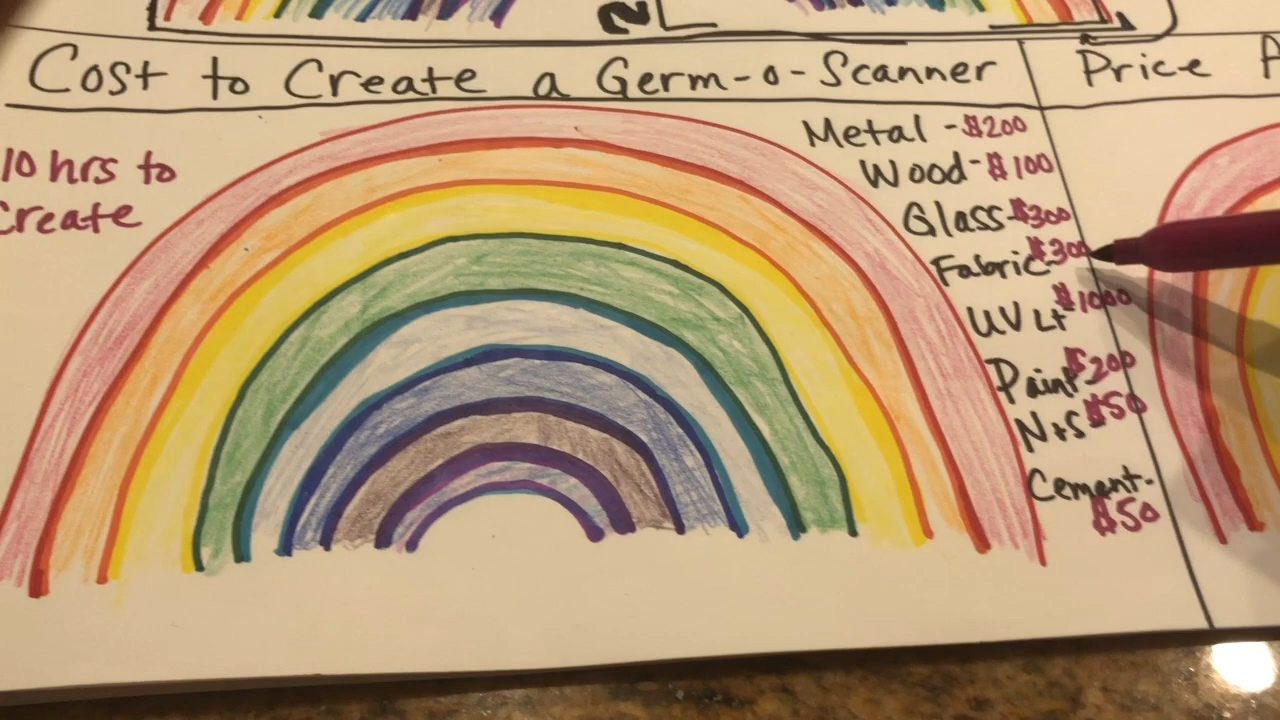 Cost to Create a Germ-o-Scanner
Price
10 hrs to
Create
Metal - $200
Wood - $100
Glass - $300
Fabric - $300
UV Lt $1000
Paint $200
N+S $50
Cement -
$50